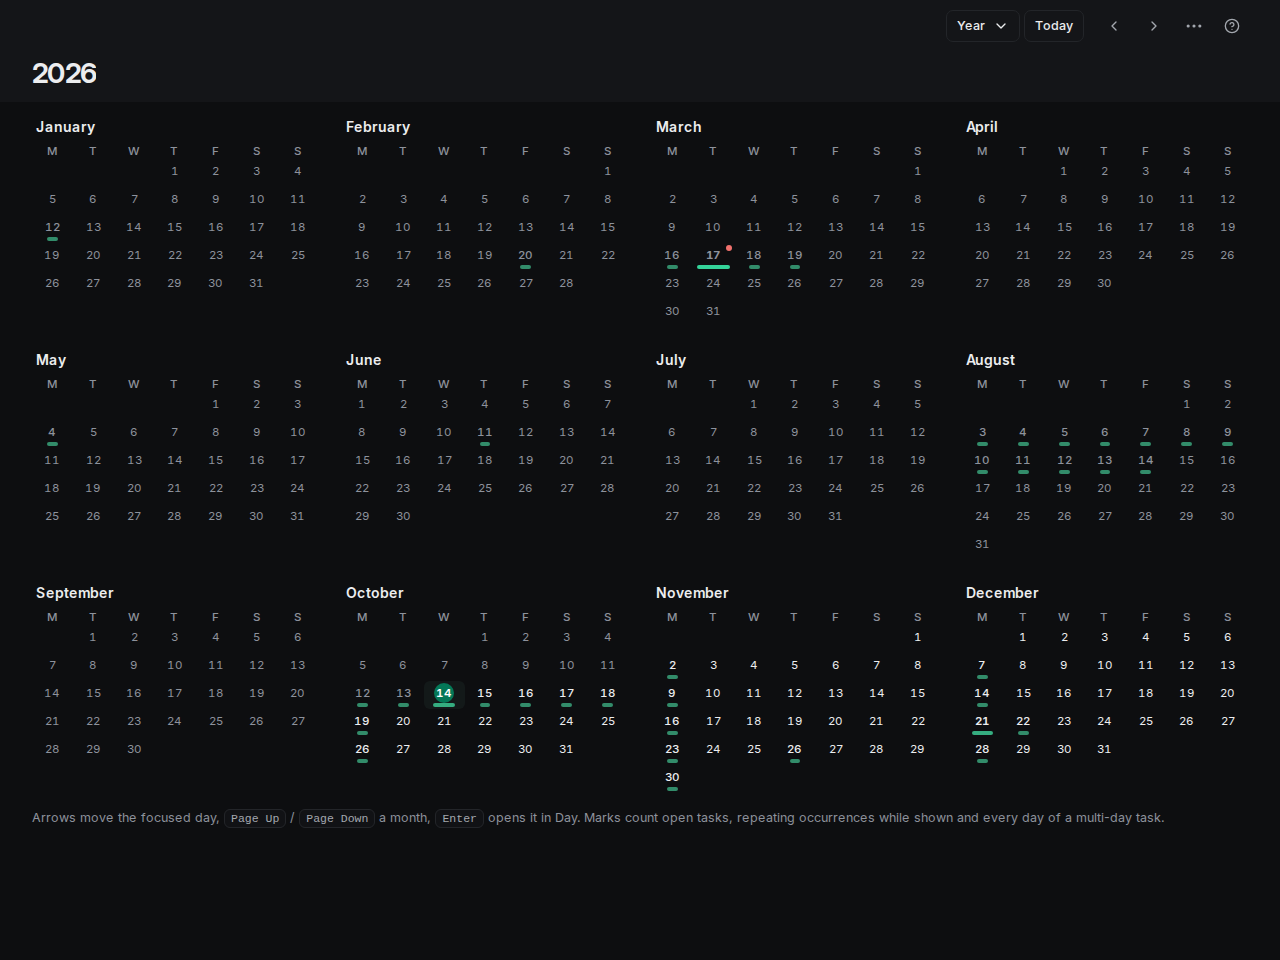 Year Today
2026
January February March April
M T W T F S S M T W T F S S M T W T F S S M T W T F S S
1 2 3 4 1 1 1 2 3 4 5
5 6 7 8 9 10 11 2 3 4 5 6 7 8 2 3 4 5 6 7 8 6 7 8 9 10 11 12
12 13 14 15 16 17 18 9 10 11 12 13 14 15 9 10 11 12 13 14 15 13 14 15 16 17 18 19
19 20 21 22 23 24 25 16 17 18 19 20 21 22 16 17 18 19 20 21 22 20 21 22 23 24 25 26
26 27 28 29 30 31 23 24 25 26 27 28 23 24 25 26 27 28 29 27 28 29 30
30 31
May June July August
M T W T F S S M T W T F S S M T W T F S S M T W T F S S
1 2 3 1 2 3 4 5 6 7 1 2 3 4 5 1 2
4 5 6 7 8 9 10 8 9 10 11 12 13 14 6 7 8 9 10 11 12 3 4 5 6 7 8 9
11 12 13 14 15 16 17 15 16 17 18 19 20 21 13 14 15 16 17 18 19 10 11 12 13 14 15 16
18 19 20 21 22 23 24 22 23 24 25 26 27 28 20 21 22 23 24 25 26 17 18 19 20 21 22 23
25 26 27 28 29 30 31 29 30 27 28 29 30 31 24 25 26 27 28 29 30
31
September October November December
M T W T F S S M T W T F S S M T W T F S S M T W T F S S
1 2 3 4 5 6 1 2 3 4 1 1 2 3 4 5 6
7 8 9 10 11 12 13 5 6 7 8 9 10 11 2 3 4 5 6 7 8 7 8 9 10 11 12 13
14 15 16 17 18 19 20 12 13 14 15 16 17 18 9 10 11 12 13 14 15 14 15 16 17 18 19 20
21 22 23 24 25 26 27 19 20 21 22 23 24 25 16 17 18 19 20 21 22 21 22 23 24 25 26 27
28 29 30 26 27 28 29 30 31 23 24 25 26 27 28 29 28 29 30 31
30
Arrows move the focused day, Page Up / Page Down a month, Enter opens it in Day. Marks count open tasks, repeating occurrences while shown and every day of a multi-day task.